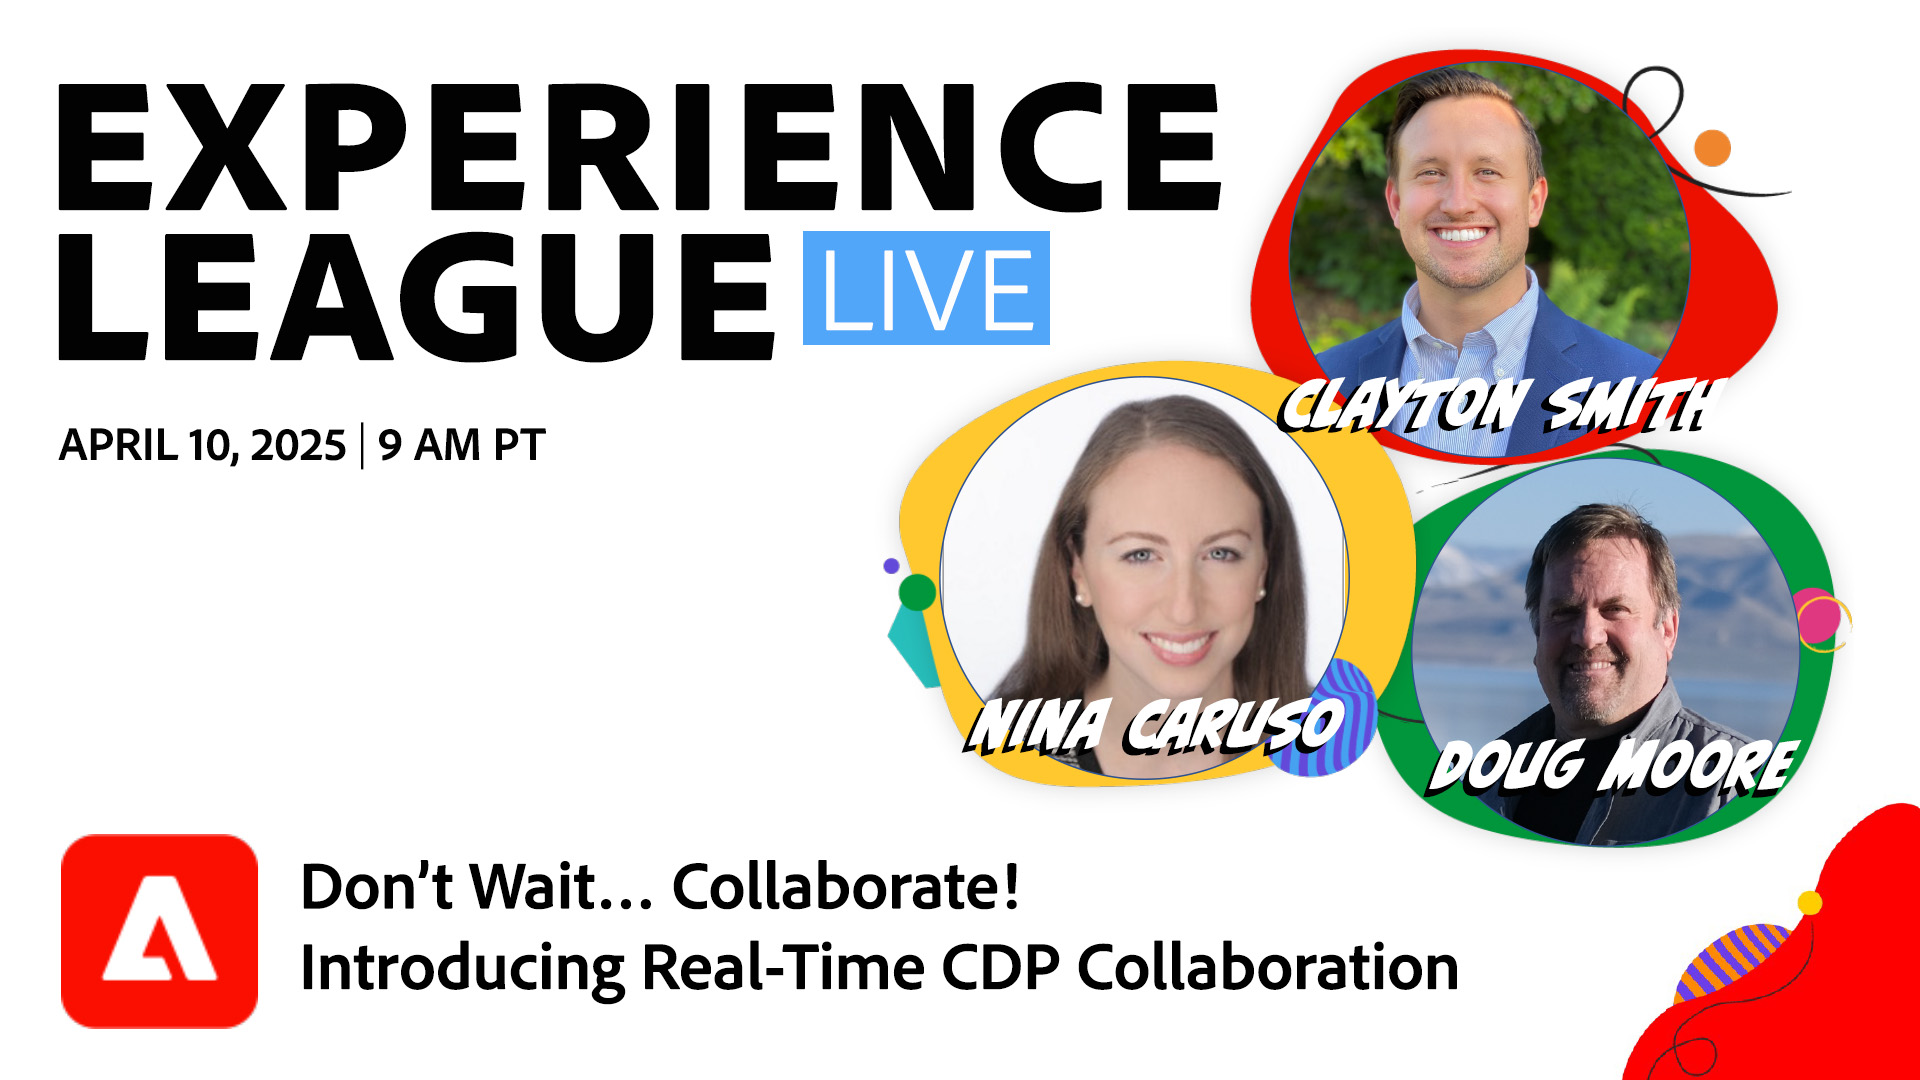 EXPERIENCE
LEAGUE LIVE
APRIL 10, 2025 | 9 AM PT
CLAYTON SMITH
NINA CARUSO
DOUG MOORE
Don’t Wait... Collaborate!
Introducing Real-Time CDP Collaboration